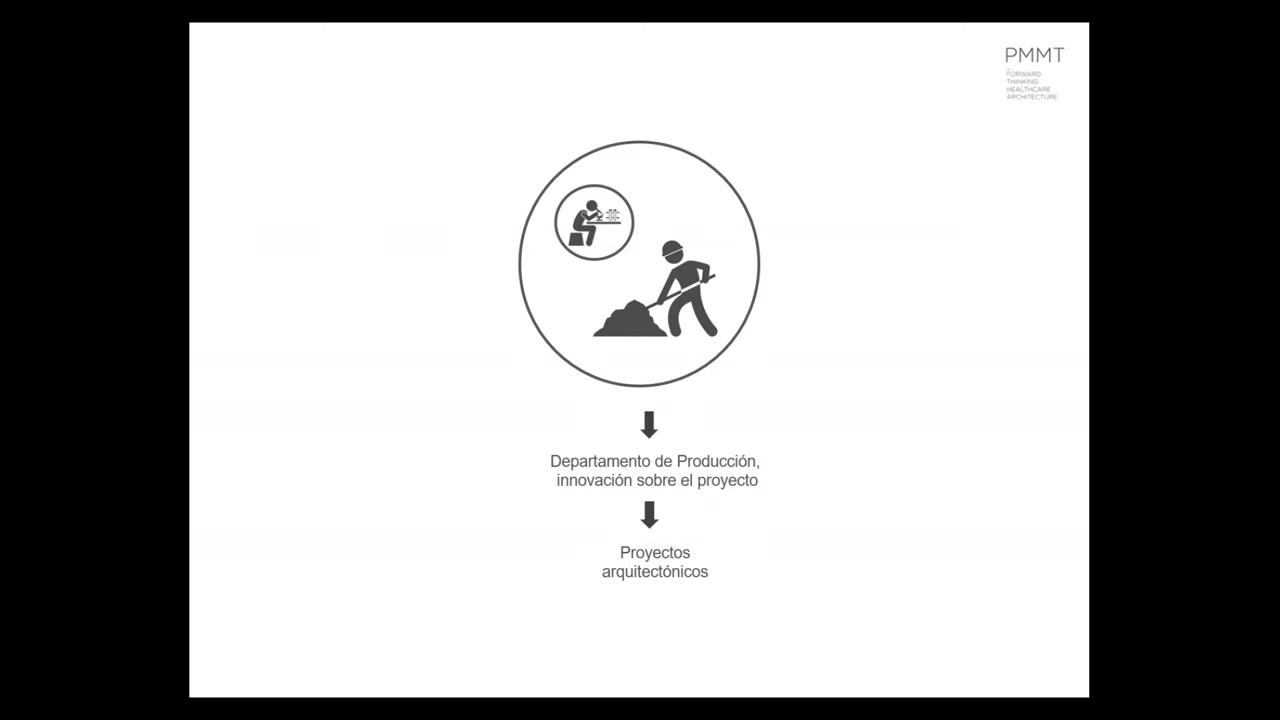 PMMT
FORWARD
THINKING
HEALTHCARE
ARCHITECTURE
Departamento de Producción,
innovación sobre el proyecto
Proyectos
arquitectónicos